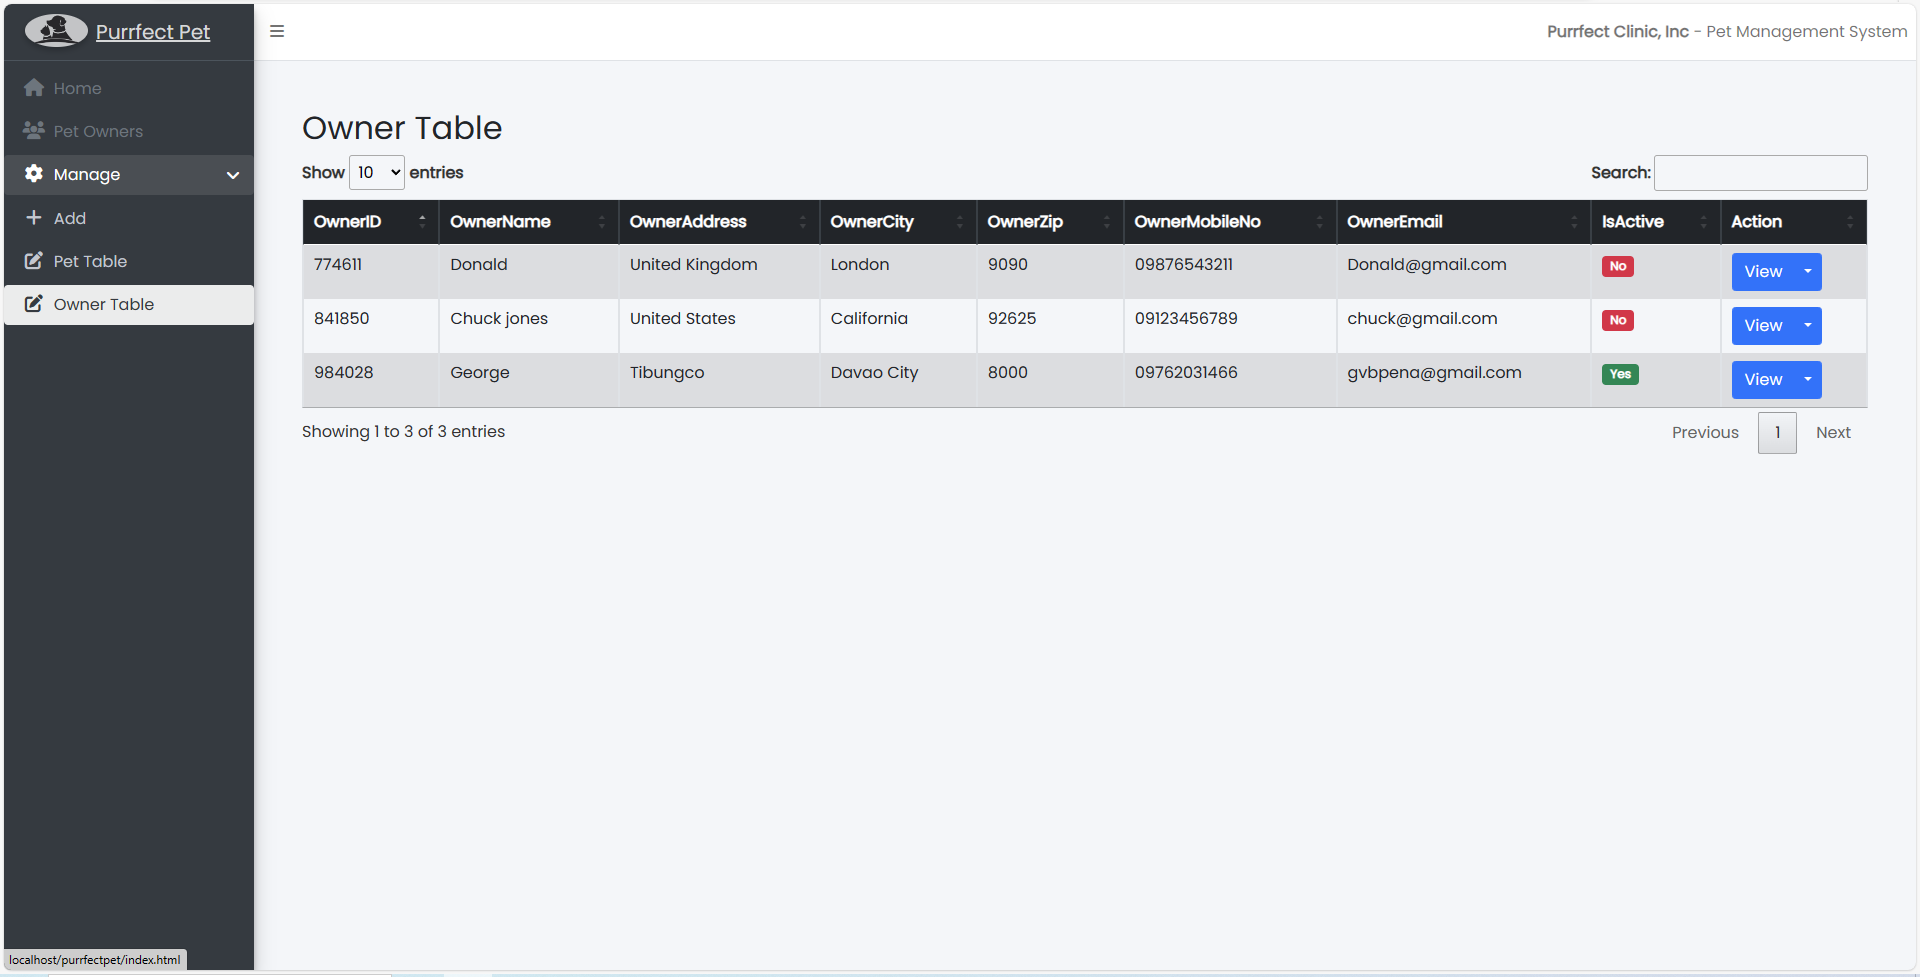 Purrfect Pet
Purrfect Clinic, Inc - Pet Management System
Home
Pet Owners
Manage
Add
Pet Table
Owner Table
Owner Table
Show 10 entries
Search:
OwnerID OwnerName OwnerAddress OwnerCity OwnerZip OwnerMobileNo OwnerEmail IsActive Action
774611 Donald United Kingdom London 9090 09876543211 Donald@gmail.com No View
841850 Chuck jones United States California 92625 09123456789 chuck@gmail.com No View
984028 George Tibungco Davao City 8000 09762031466 gvbpena@gmail.com Yes View
Showing 1 to 3 of 3 entries
Previous 1 Next
localhost/purrfectpet/index.html